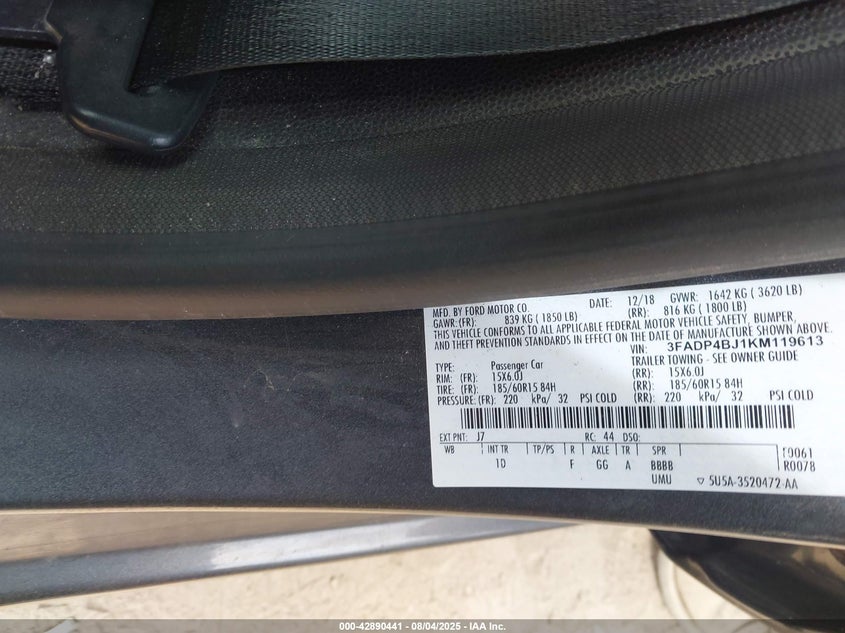 MFD. BY FORD MOTOR CO. DATE: 12/18 GVWR: 1642 KG ( 3620 LB)
GAWR: (FR): 839 KG ( 1850 LB) (RR): 816 KG ( 1800 LB)
THIS VEHICLE CONFORMS TO ALL APPLICABLE FEDERAL MOTOR VEHICLE SAFETY, BUMPER,
AND THEFT PREVENTION STANDARDS IN EFFECT ON THE DATE OF MANUFACTURE SHOWN ABOVE.
VIN: 3FADP4BJ1KM119613
TYPE: Passenger Car TRAILER TOWING - SEE OWNER GUIDE
RIM: (FR): 15X6.0J (RR): 15X6.0J
TIRE: (FR): 185/60R15 84H (RR): 185/60R15 84H
PRESSURE: (FR): 220 kPa/ 32 PSI COLD (RR): 220 kPa/ 32 PSI COLD
EXT PNT: J7 RC: 44 DSO:
WB INT TR TP/PS R AXLE TR SPR
1D F GG A BBBB R0078
UMU ▽ 5U5A-3520472-AA
000-42890441 - 08/04/2025 - IAA Inc.